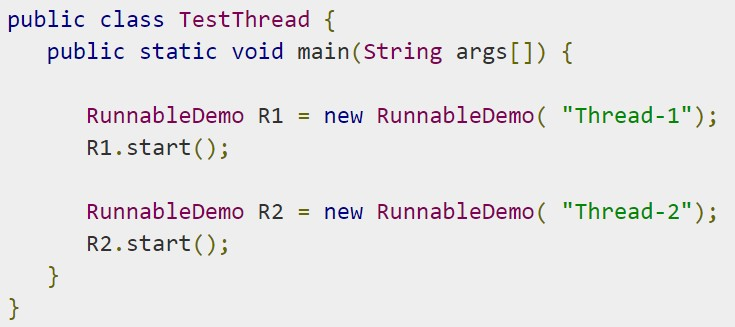 public class TestThread {
   public static void main(String args[]) {

      RunnableDemo R1 = new RunnableDemo( "Thread-1");
      R1.start();

      RunnableDemo R2 = new RunnableDemo( "Thread-2");
      R2.start();
   }
}